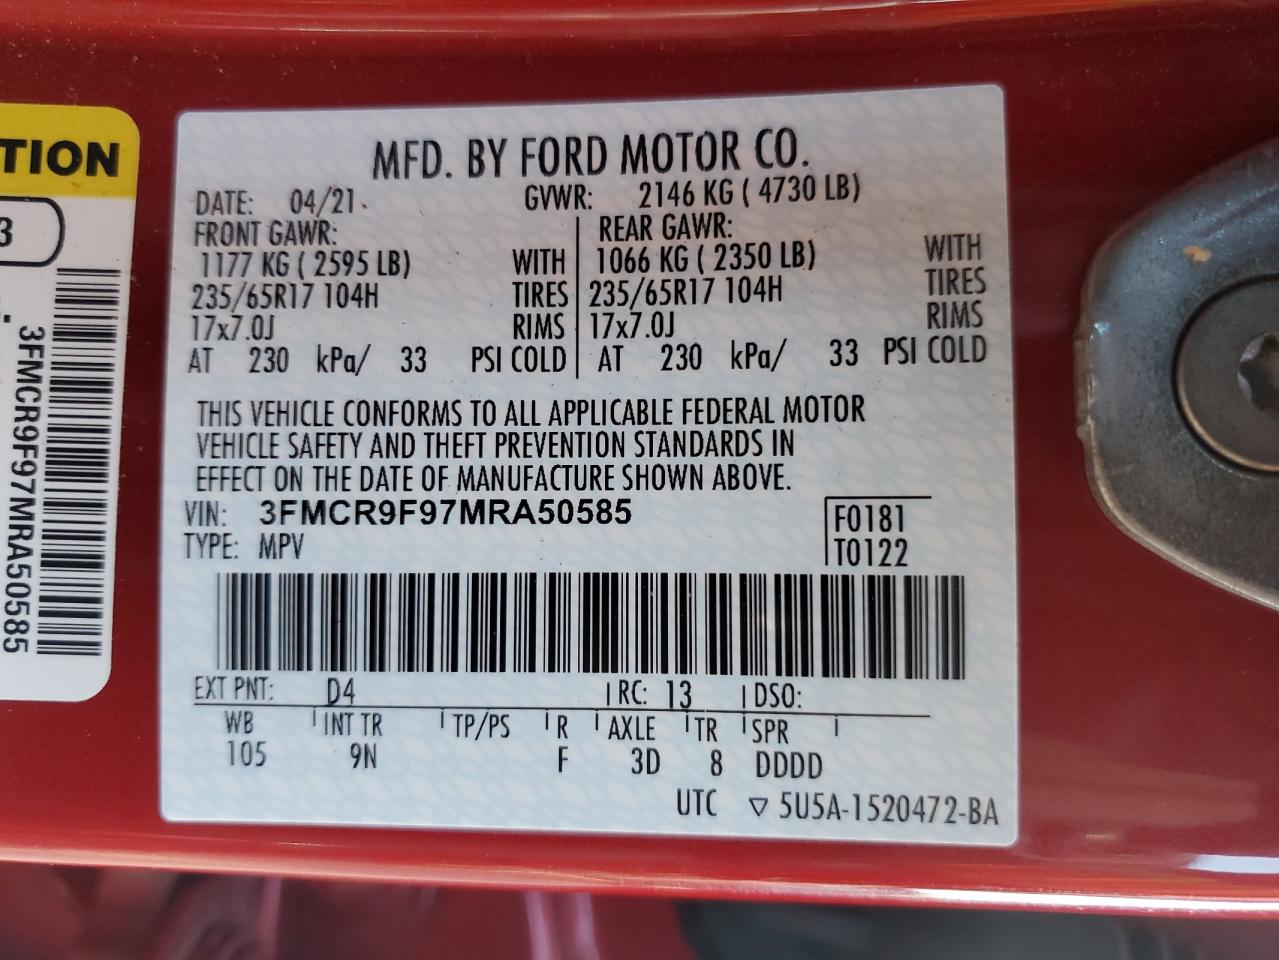 TION
3
3FMCR9F97MRA50585
MFD. BY FORD MOTOR CO.
DATE: 04/21 GVWR: 2146 KG ( 4730 LB)
FRONT GAWR: REAR GAWR:
1177 KG ( 2595 LB) WITH 1066 KG ( 2350 LB) WITH
235/65R17 104H TIRES 235/65R17 104H TIRES
17x7.0J RIMS 17x7.0J RIMS
AT 230 kPa/ 33 PSI COLD AT 230 kPa/ 33 PSI COLD
THIS VEHICLE CONFORMS TO ALL APPLICABLE FEDERAL MOTOR
VEHICLE SAFETY AND THEFT PREVENTION STANDARDS IN
EFFECT ON THE DATE OF MANUFACTURE SHOWN ABOVE.
VIN: 3FMCR9F97MRA50585 F0181
TYPE: MPV T0122
EXT PNT: D4 RC: 13 DSO:
WB INT TR TP/PS R AXLE TR SPR
105 9N F 3D 8 DDDD
UTC ▽ 5U5A-1520472-BA